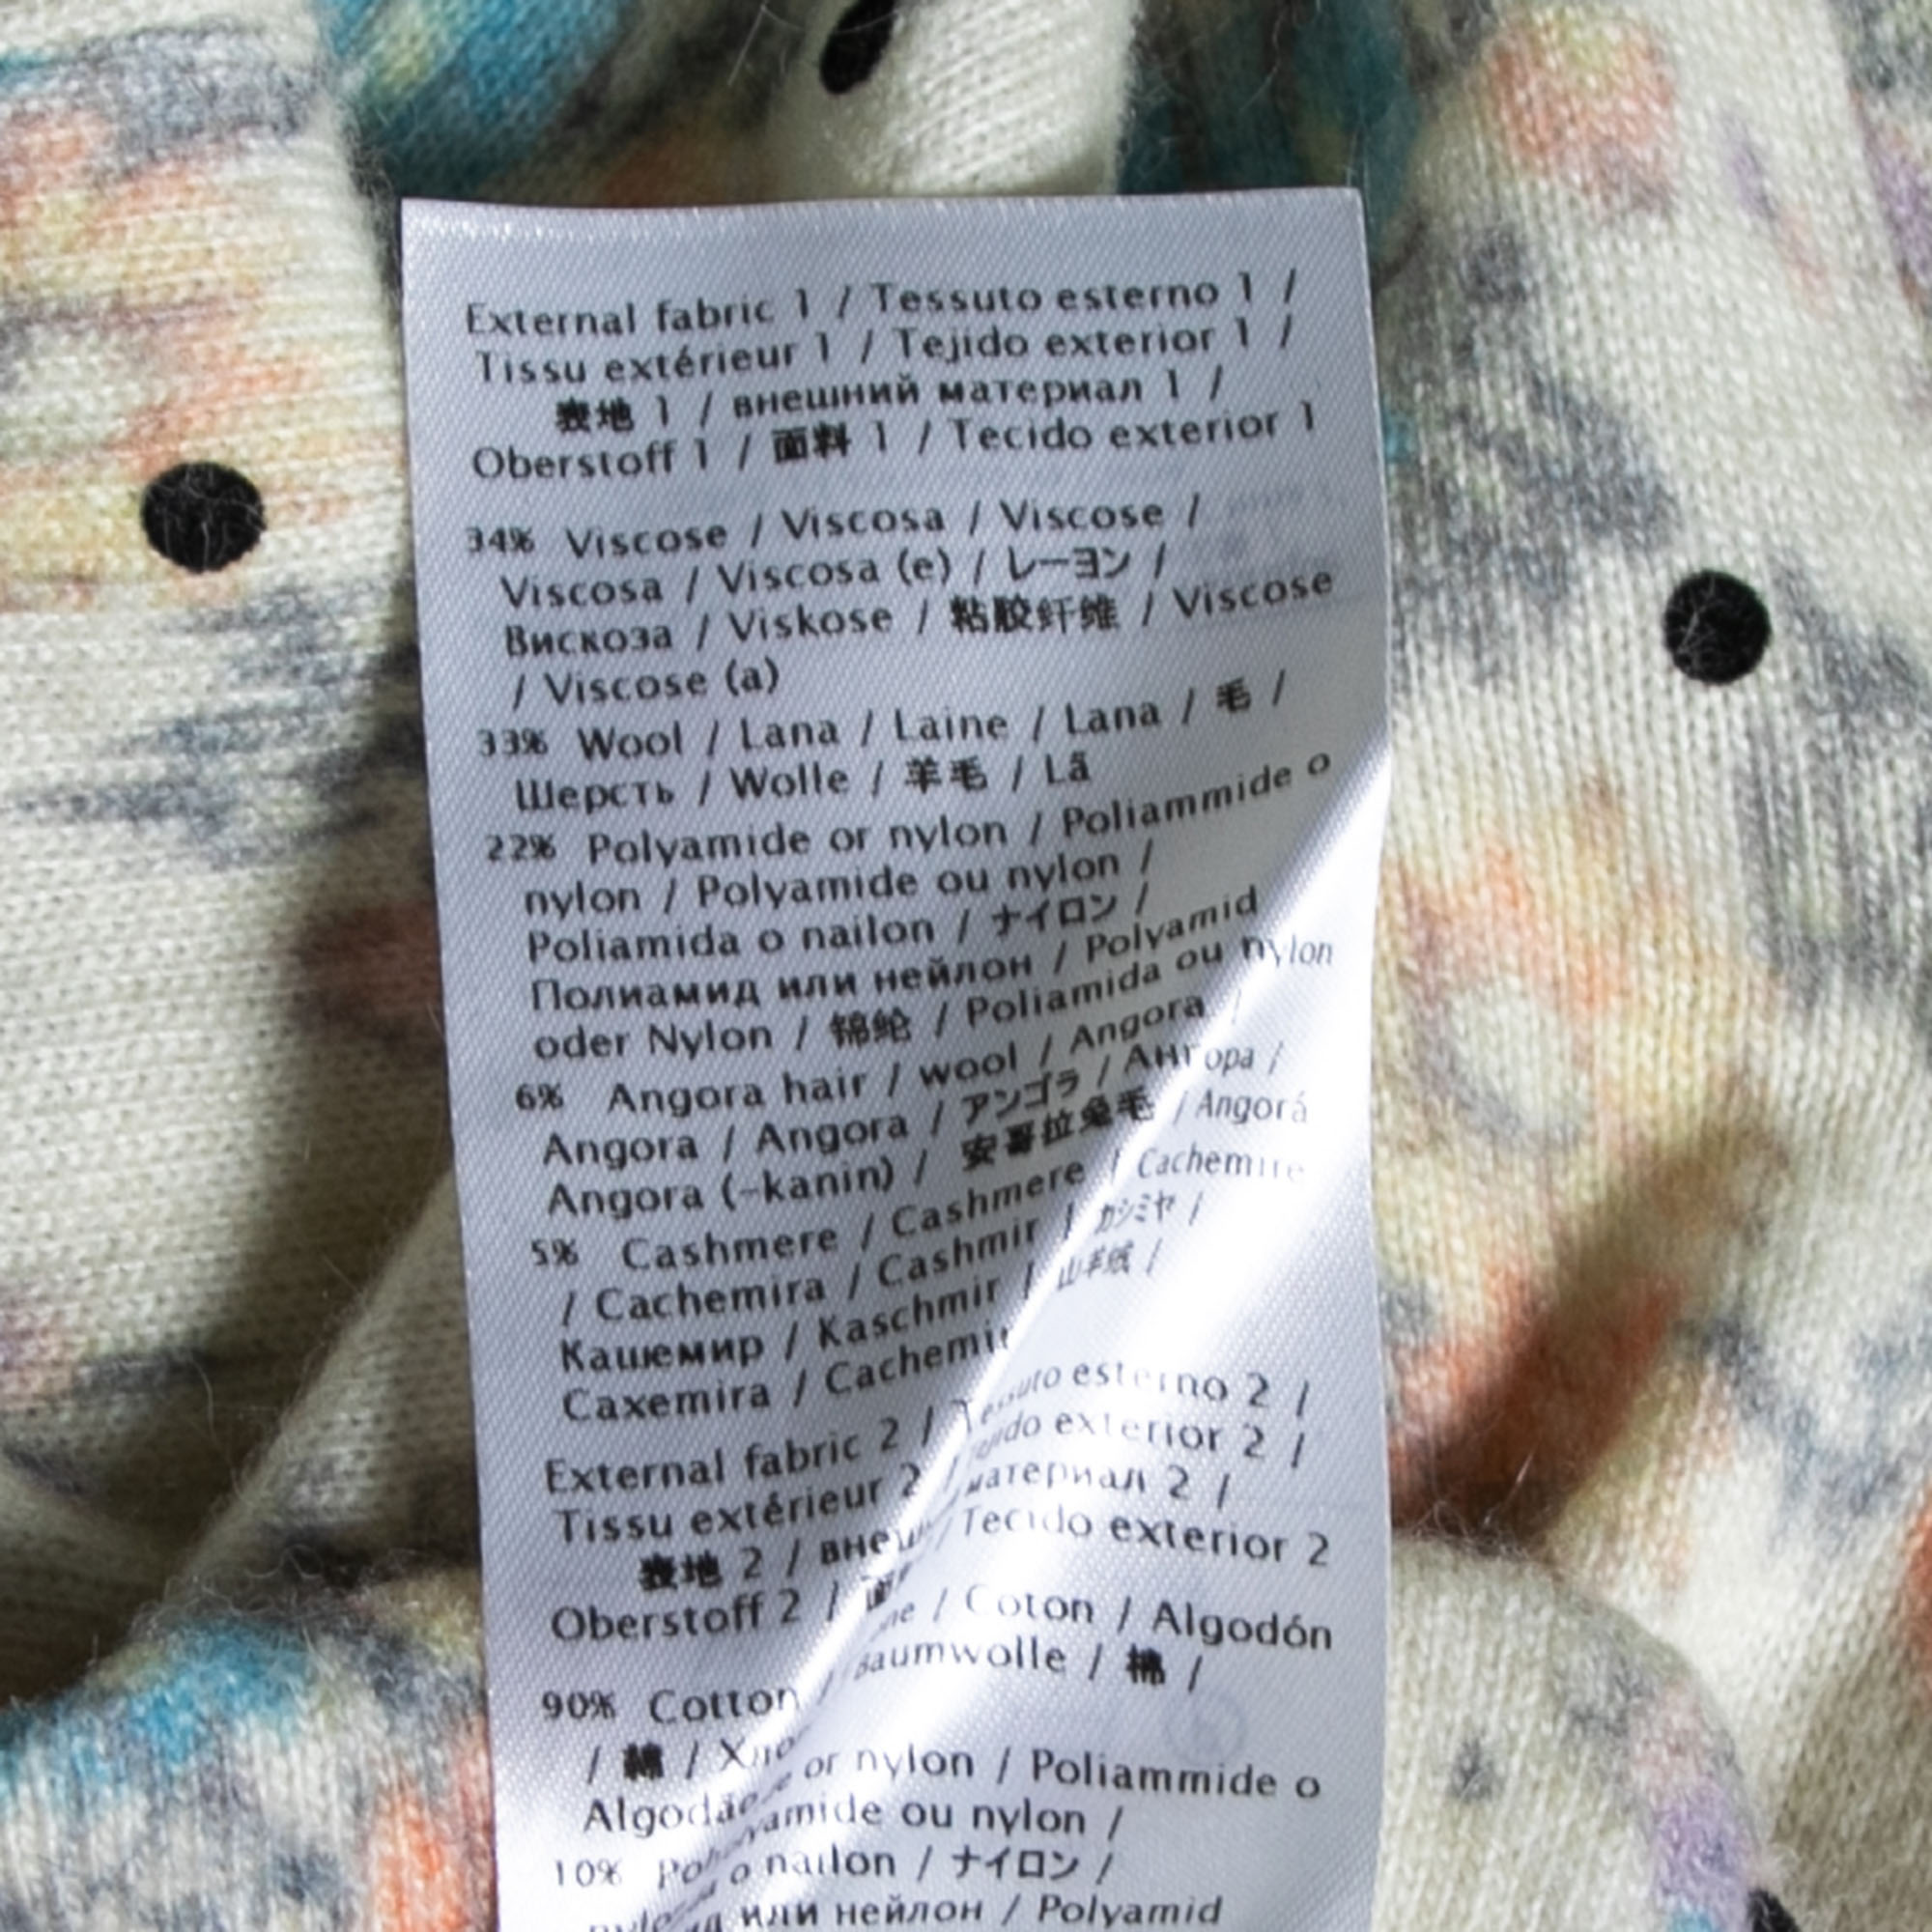 External fabric 1 / Tessuto esterno 1 /
Tissu extérieur 1 / Tejido exterior 1 /
表地 1 / внешний материал 1 /
Oberstoff 1 / 面料 1 / Tecido exterior 1
34% Viscose / Viscosa / Viscose /
Viscosa / Viscosa (e) / レーヨン /
Вискоза / Viskose / 粘胶纤维 / Viscose
/ Viscose (a)
33% Wool / Lana / Laine / Lana / 毛 /
Шерсть / Wolle / 羊毛 / Lã
22% Polyamide or nylon / Poliammide o
nylon / Polyamide ou nylon /
Poliamida o nailon / ナイロン /
Полиамид или нейлон / Polyamid
oder Nylon / 锦纶 / Poliamida ou nylon
6% Angora hair / wool / Angora /
Angora / Angora / アンゴラ / Ангора /
Angora (-kanin) / 安哥拉兔毛 / Angorá
5% Cashmere / Cashmere / Cachemire
/ Cachemira / Cashmir / カシミヤ /
Кашемир / Kaschmir / 山羊绒 /
Caxemira / Cachemir
External fabric 2 / Tessuto esterno 2 /
Tissu extérieur 2 / exterior 2 /
表地 2 / материал 2 /
Oberstoff 2 / Tecido exterior 2
90% Cotton / / Coton / Algodón
/ 綿 / Baumwolle / 棉 /
Algodão
10% or nylon / Poliammide o
ou nylon /
o nailon / ナイロン /
или нейлон / Polyamid